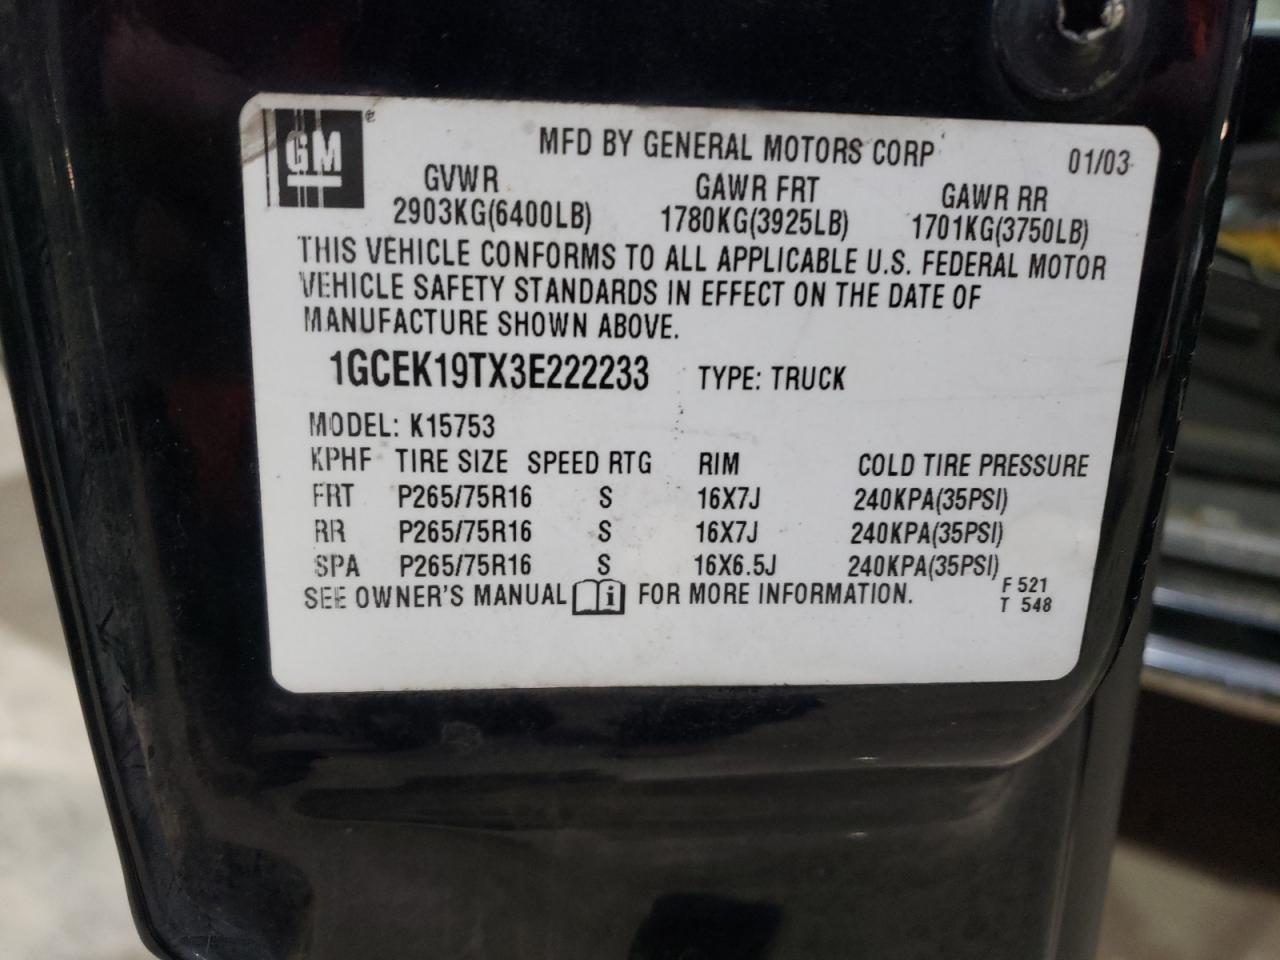 GM®
MFD BY GENERAL MOTORS CORP 01/03
GVWR GAWR FRT GAWR RR
2903KG(6400LB) 1780KG(3925LB) 1701KG(3750LB)
THIS VEHICLE CONFORMS TO ALL APPLICABLE U.S. FEDERAL MOTOR
VEHICLE SAFETY STANDARDS IN EFFECT ON THE DATE OF
MANUFACTURE SHOWN ABOVE.
1GCEK19TX3E222233 TYPE: TRUCK
MODEL: K15753
KPHF TIRE SIZE SPEED RTG RIM COLD TIRE PRESSURE
FRT P265/75R16 S 16X7J 240KPA(35PSI)
RR P265/75R16 S 16X7J 240KPA(35PSI)
SPA P265/75R16 S 16X6.5J 240KPA(35PSI)
SEE OWNER'S MANUAL i FOR MORE INFORMATION.
F 521
T 548